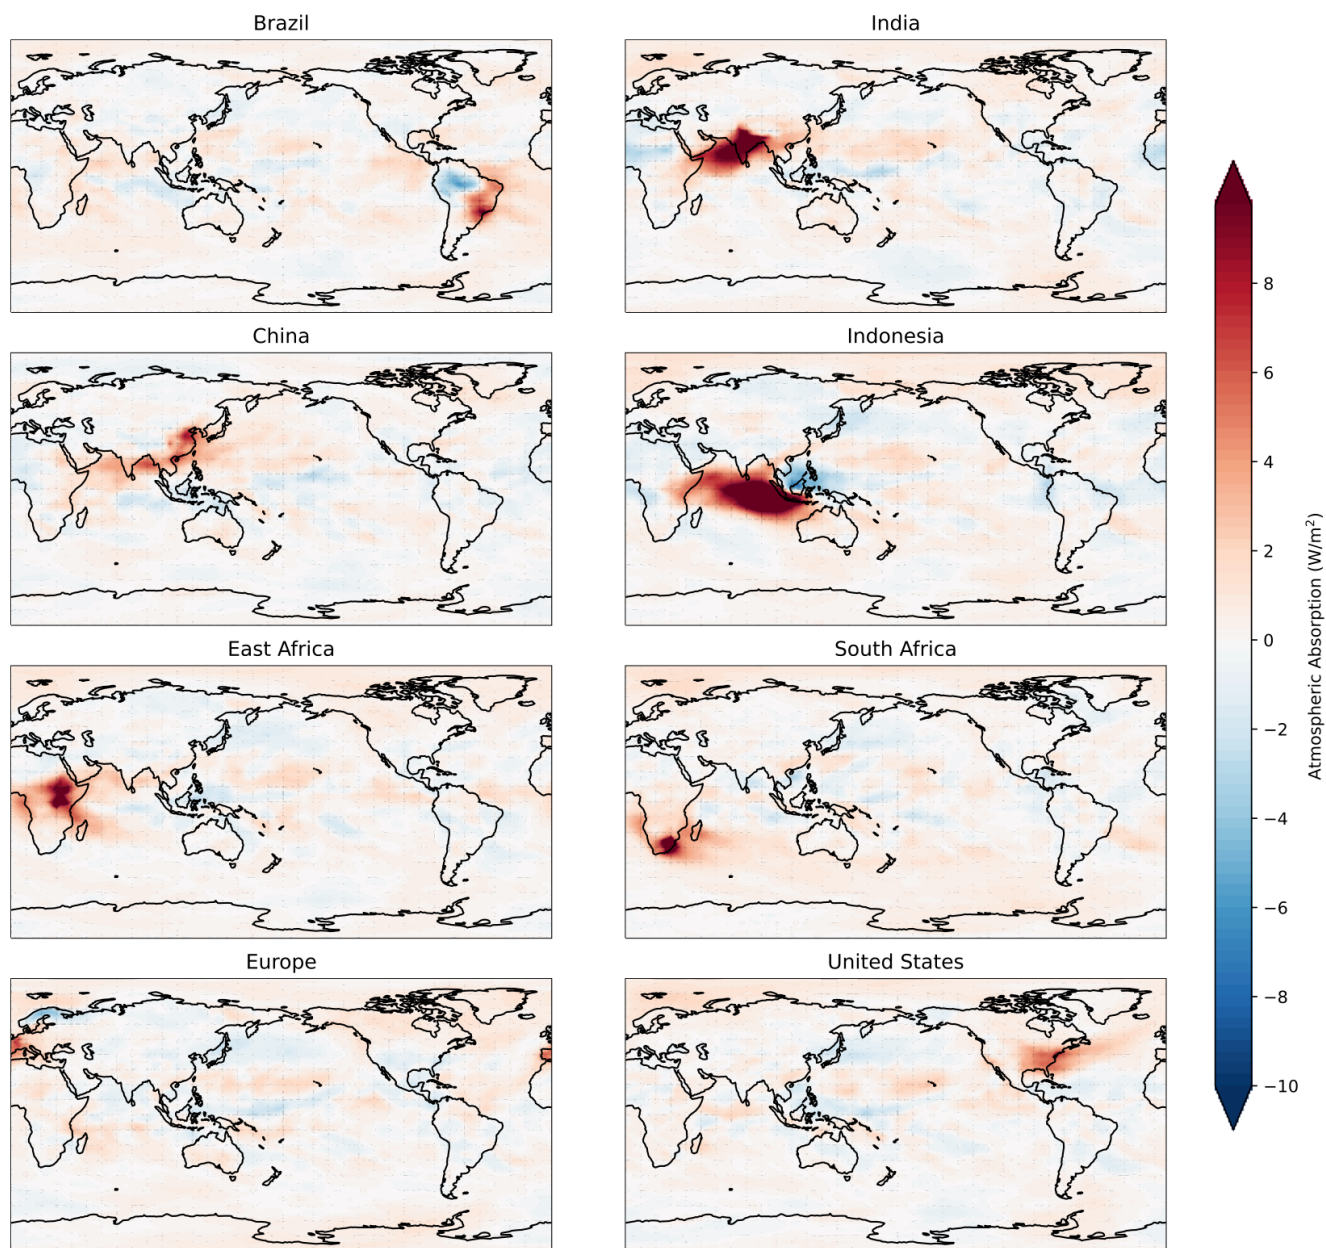 Brazil
India
China
Indonesia
East Africa
South Africa
Europe
United States
8
6
4
2
0
−2
−4
−6
−8
−10
Atmospheric Absorption (W/m²)